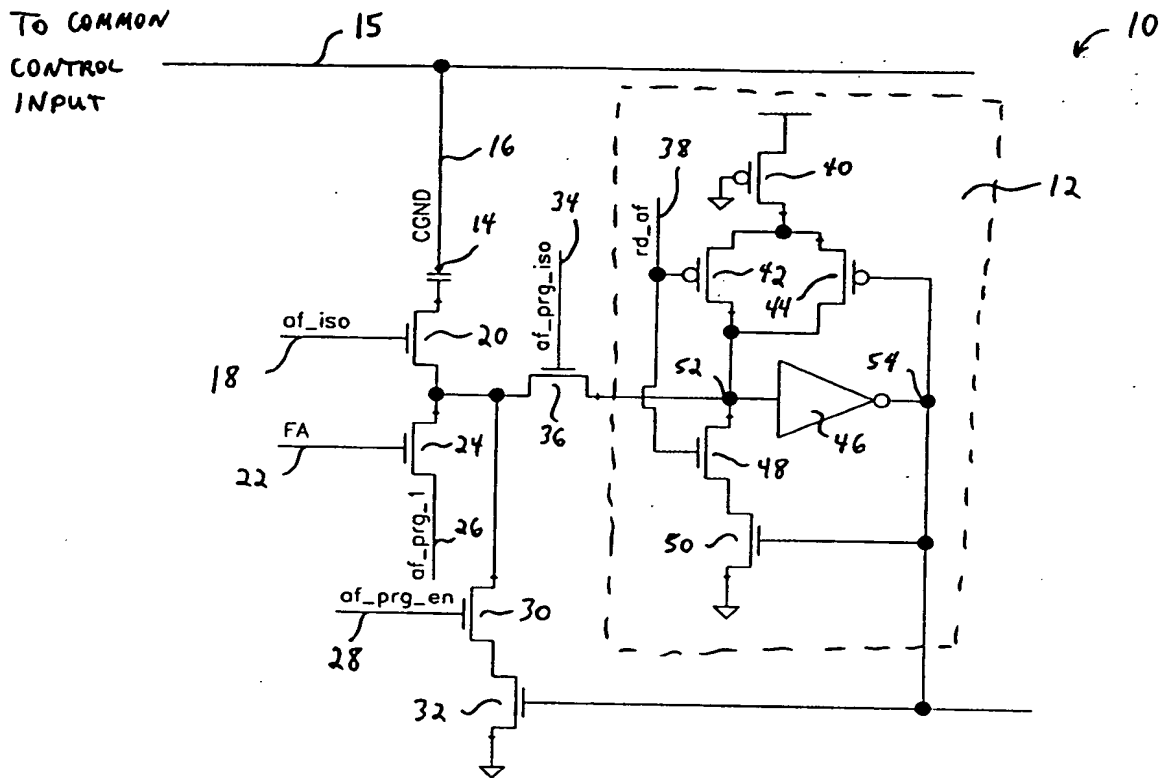 TO COMMON
CONTROL
INPUT
15
10
16
CGND
14
38
rd_af
40
12
34
af_prg_iso
42
44
af_iso
18
20
52
54
46
36
FA
22
24
48
af_prg_1
26
50
af_prg_en
28
30
32